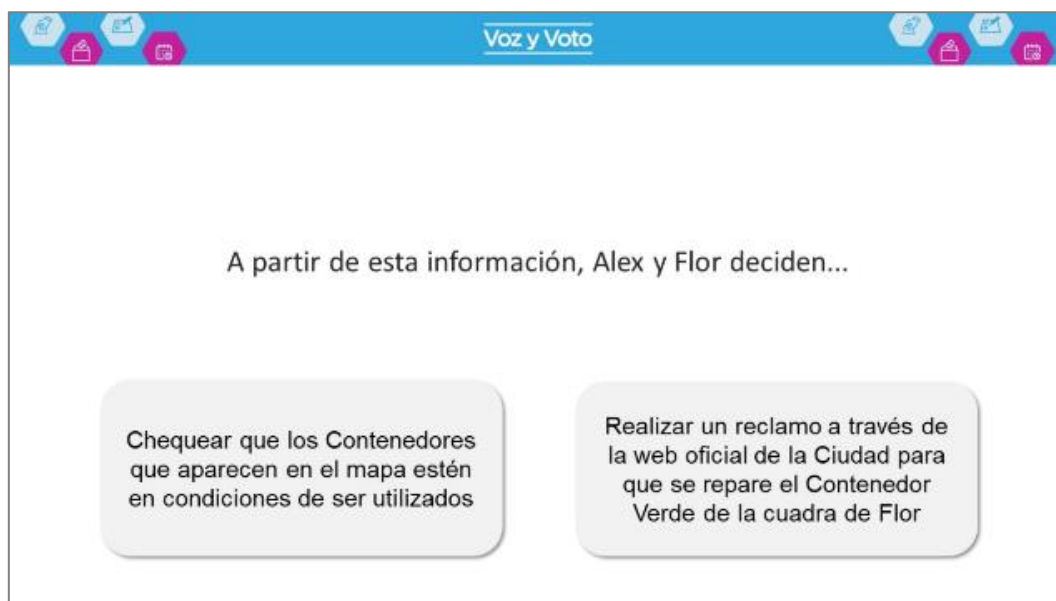 Voz y Voto
A partir de esta información, Alex y Flor deciden...
Chequear que los Contenedores
que aparecen en el mapa estén
en condiciones de ser utilizados
Realizar un reclamo a través de
la web oficial de la Ciudad para
que se repare el Contenedor
Verde de la cuadra de Flor